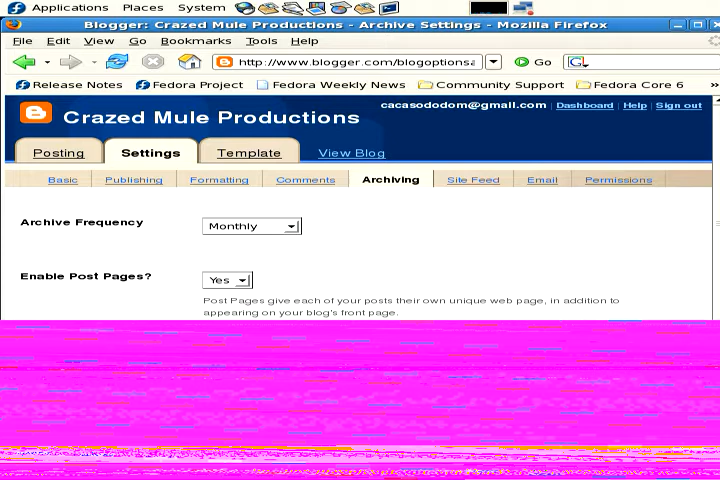 Applications Places System
Blogger: Crazed Mule Productions - Archive Settings - Mozilla Firefox
File Edit View Go Bookmarks Tools Help
http://www.blogger.com/blogoptions Go
Release Notes Fedora Project Fedora Weekly News Community Support Fedora Core 6 »
cacasododom@gmail.com | Dashboard | Help | Sign out
Crazed Mule Productions
Posting Settings Template View Blog
Basic Publishing Formatting Comments Archiving Site Feed Email Permissions
Archive Frequency Monthly
Enable Post Pages? Yes
Post Pages give each of your posts their own unique web page, in addition to
appearing on your blog's front page.